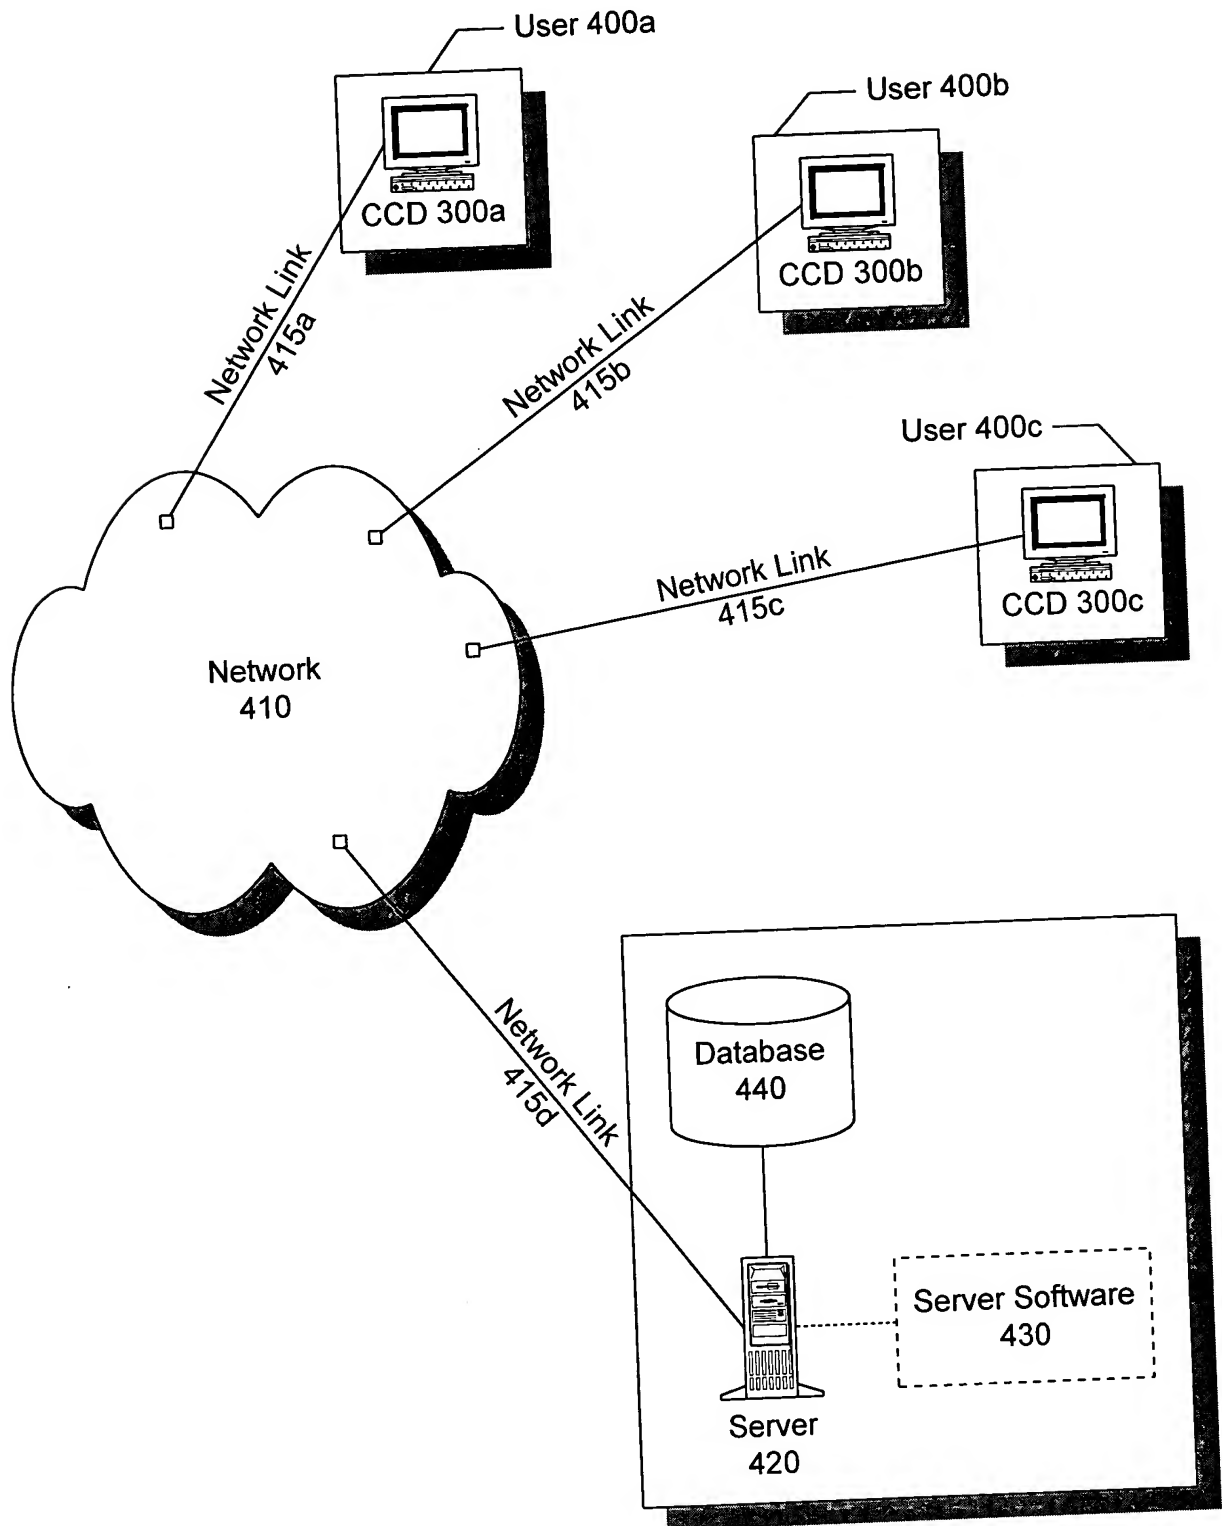 User 400a
CCD 300a
User 400b
CCD 300b
Network Link
415a
Network Link
415b
User 400c
CCD 300c
Network Link
415c
Network
410
Network Link
415d
Database
440
Server Software
430
Server
420